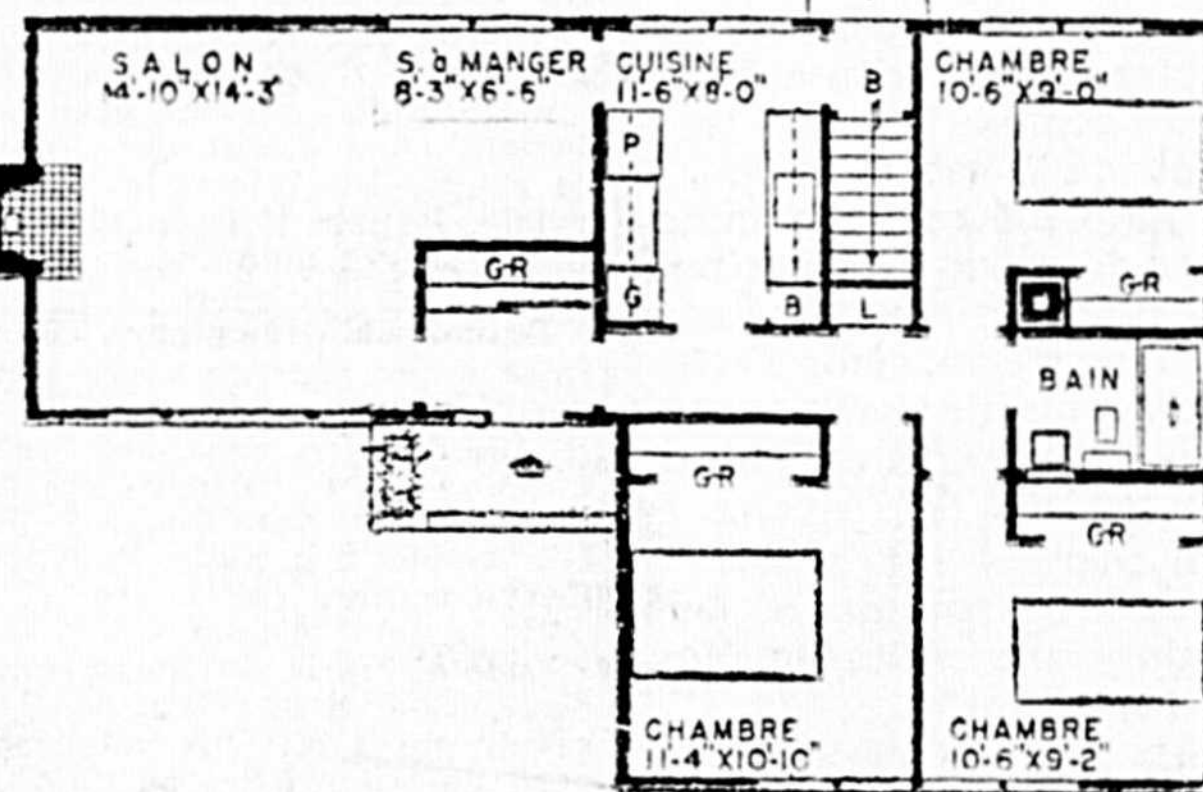 SALON
14'-10"X14'-3"
S. à MANGER
8'-3"X6'-6"
CUISINE
11'-6"X8'-0"
B
CHAMBRE
10'-6"X9'-0"
P
G-R
G
B
L
G-R
BAIN
G-R
G-R
CHAMBRE
11'-4"X10'-10"
CHAMBRE
10'-6"X9'-2"